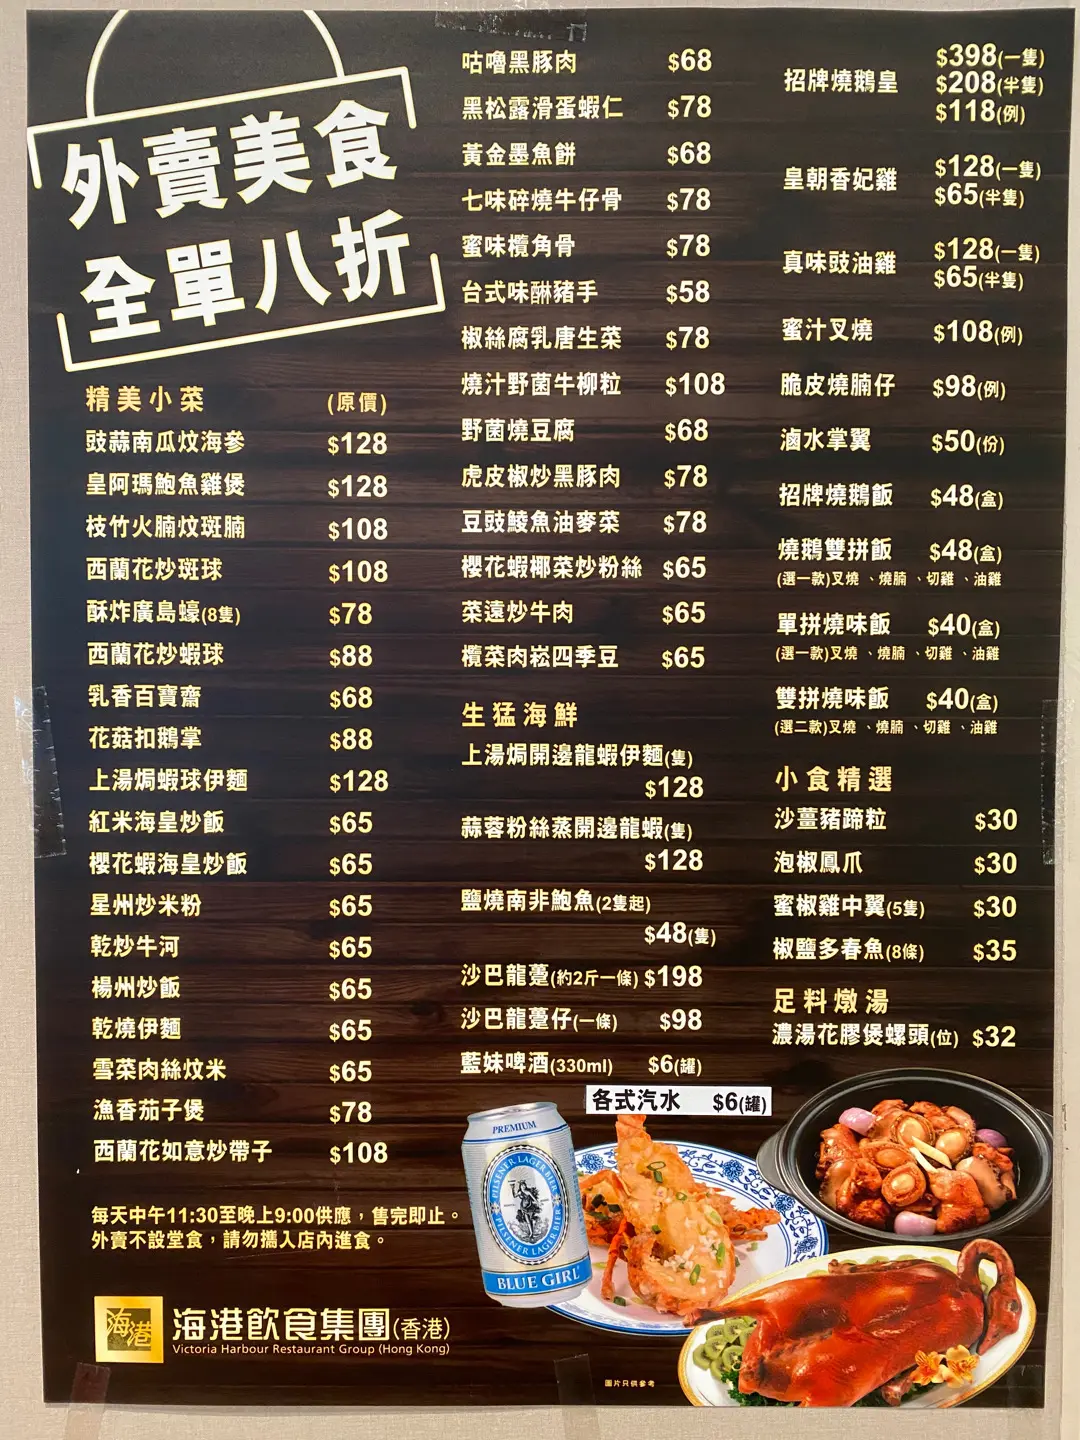 外賣美食
全單八折
精美小菜 (原價)
豉蒜南瓜炆海參 $128
皇阿瑪鮑魚雞煲 $128
枝竹火腩炆斑腩 $108
西蘭花炒斑球 $108
酥炸廣島蠔(8隻) $78
西蘭花炒蝦球 $88
乳香百寶齋 $68
花菇扣鵝掌 $88
上湯焗蝦球伊麵 $128
紅米海皇炒飯 $65
櫻花蝦海皇炒飯 $65
星州炒米粉 $65
乾炒牛河 $65
楊州炒飯 $65
乾燒伊麵 $65
雪菜肉絲炆米 $65
漁香茄子煲 $78
西蘭花如意炒帶子 $108
每天中午11:30至晚上9:00供應，售完即止。
外賣不設堂食，請勿攜入店內進食。
海港
海港飲食集團(香港)
Victoria Harbour Restaurant Group (Hong Kong)
咕嚕黑豚肉 $68
黑松露滑蛋蝦仁 $78
黃金墨魚餅 $68
七味碎燒牛仔骨 $78
蜜味欖角骨 $78
台式味酥豬手 $58
椒絲腐乳唐生菜 $78
燒汁野菌牛柳粒 $108
野菌燒豆腐 $68
虎皮椒炒黑豚肉 $78
豆豉鯪魚油麥菜 $78
櫻花蝦椰菜炒粉絲 $65
菜遠炒牛肉 $65
欖菜肉崧四季豆 $65
生猛海鮮
上湯焗開邊龍蝦伊麵(隻)
$128
蒜蓉粉絲蒸開邊龍蝦(隻)
$128
鹽燒南非鮑魚(2隻起)
$48(隻)
沙巴龍躉(約2斤一條) $198
沙巴龍躉仔(一條) $98
藍妹啤酒(330ml) $6(罐)
各式汽水 $6(罐)
招牌燒鵝皇 $398(一隻)
$208(半隻)
$118(例)
皇朝香妃雞 $128(一隻)
$65(半隻)
真味豉油雞 $128(一隻)
$65(半隻)
蜜汁叉燒 $108(例)
脆皮燒腩仔 $98(例)
滷水掌翼 $50(份)
招牌燒鵝飯 $48(盒)
燒鵝雙拼飯 $48(盒)
(選一款)叉燒、燒腩、切雞、油雞
單拼燒味飯 $40(盒)
(選一款)叉燒、燒腩、切雞、油雞
雙拼燒味飯 $40(盒)
(選二款)叉燒、燒腩、切雞、油雞
小食精選
沙薑豬蹄粒 $30
泡椒鳳爪 $30
蜜椒雞中翼(5隻) $30
椒鹽多春魚(8條) $35
足料燉湯
濃湯花膠煲螺頭(位) $32
PREMIUM
PILSENER LAGER BIER
PILSENER LAGER BIER
BLUE GIRL
圖片只供參考